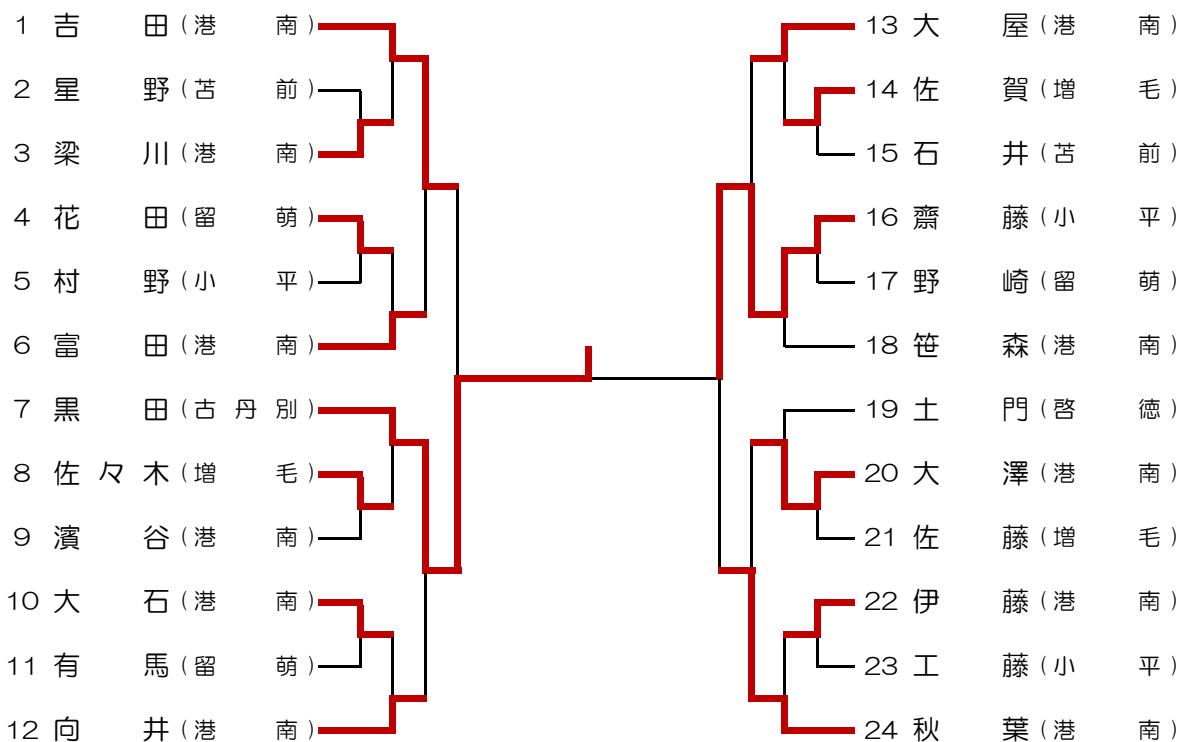 1 吉田(港南)
2 星野(苫前)
3 梁川(港南)
4 花田(留萌)
5 村野(小平)
6 富田(港南)
7 黒田(古丹別)
8 佐々木(増毛)
9 濱谷(港南)
10 大石(港南)
11 有馬(留萌)
12 向井(港南)
13 大屋(港南)
14 佐賀(増毛)
15 石井(苫前)
16 齋藤(小平)
17 野崎(留萌)
18 笹森(港南)
19 土門(啓徳)
20 大澤(港南)
21 佐藤(増毛)
22 伊藤(港南)
23 工藤(小平)
24 秋葉(港南)